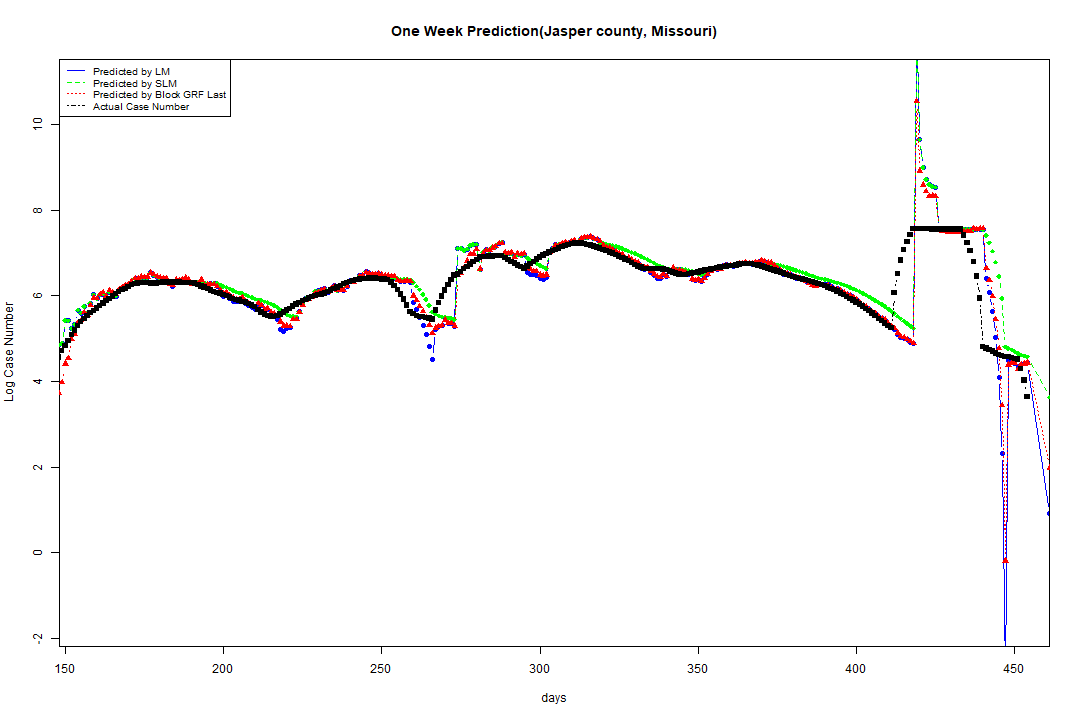 One Week Prediction(Jasper county, Missouri)
Predicted by LM
Predicted by SLM
Predicted by Block GRF Last
Actual Case Number
Log Case Number
10
8
6
4
2
0
-2
150 200 250 300 350 400 450
days